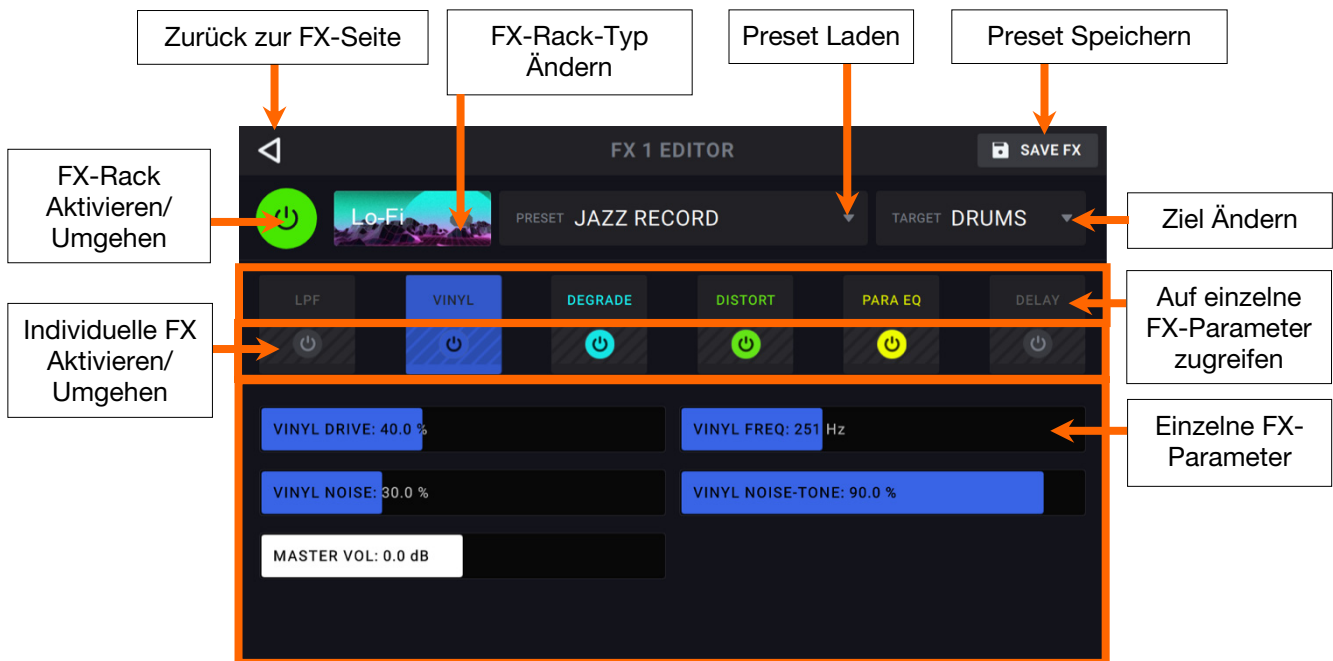 Zurück zur FX-Seite
FX-Rack-Typ
Ändern
Preset Laden
Preset Speichern
FX 1 EDITOR
SAVE FX
FX-Rack
Aktivieren/
Umgehen
Lo-Fi
PRESET JAZZ RECORD
TARGET DRUMS
Ziel Ändern
LPF
VINYL
DEGRADE
DISTORT
PARA EQ
DELAY
Auf einzelne
FX-Parameter
zugreifen
Individuelle FX
Aktivieren/
Umgehen
VINYL DRIVE: 40.0 %
VINYL FREQ: 251 Hz
Einzelne FX-
Parameter
VINYL NOISE: 30.0 %
VINYL NOISE-TONE: 90.0 %
MASTER VOL: 0.0 dB